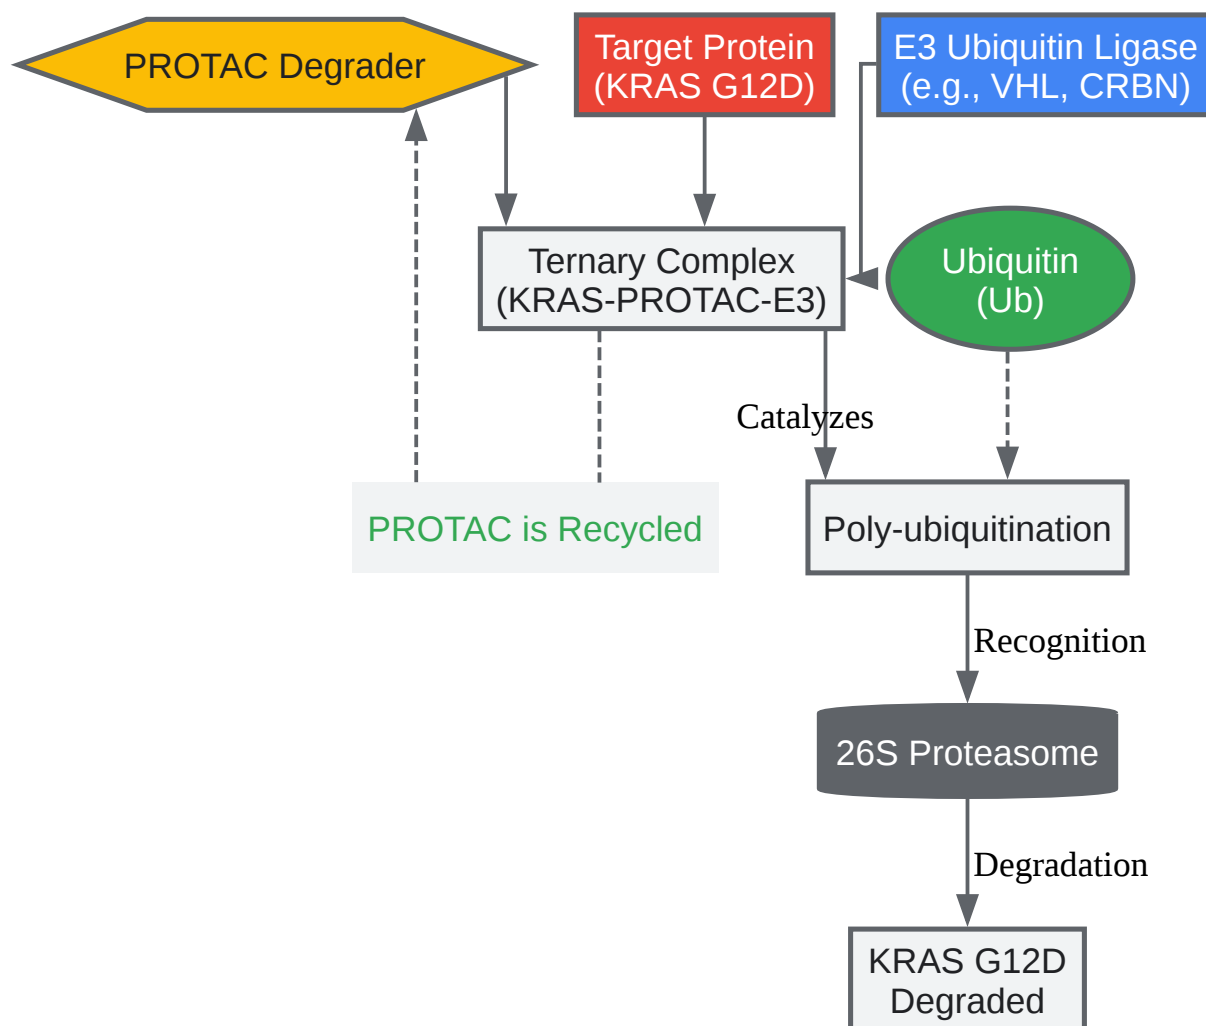 PROTAC Degrader
Target Protein
(KRAS G12D)
E3 Ubiquitin Ligase
(e.g., VHL, CRBN)
Ternary Complex
(KRAS-PROTAC-E3)
Ubiquitin
(Ub)
Catalyzes
PROTAC is Recycled
Poly-ubiquitination
Recognition
26S Proteasome
Degradation
KRAS G12D
Degraded